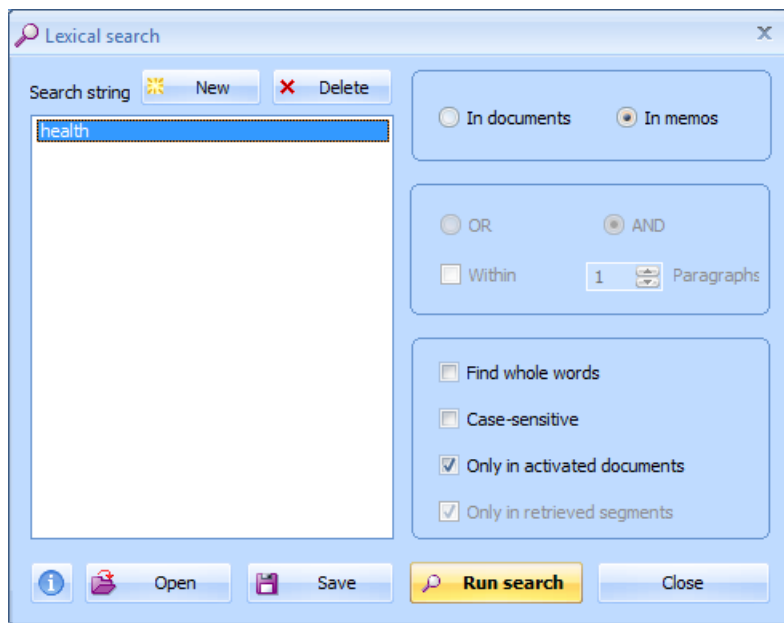 Lexical search
Search string New Delete
health
In documents In memos
OR AND
Within 1 Paragraphs
Find whole words
Case-sensitive
Only in activated documents
Only in retrieved segments
Open Save Run search Close